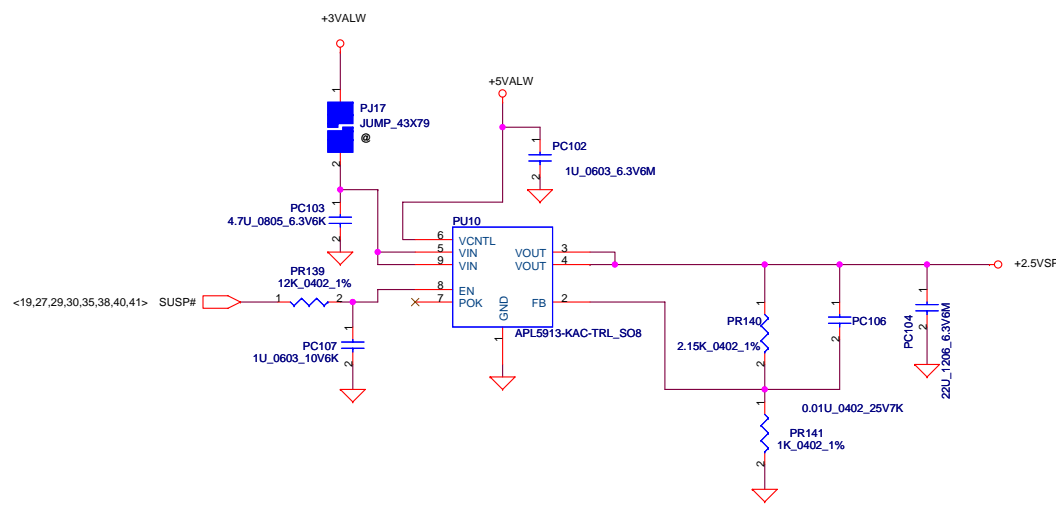 +3VALW
+5VALW
1
PJ17
JUMP_43X79
@
2
1
PC102
1U_0603_6.3V6M
2
1
PC103
4.7U_0805_6.3V6K
2
PU10
6 VCNTL
5 VIN
9 VIN
VOUT 3
VOUT 4
+2.5VSP
<19,27,29,30,35,38,40,41> SUSP#
PR139
12K_0402_1%
1 2
8 EN
7 POK
FB 2
GND
1
APL5913-KAC-TRL_SO8
1
PC107
1U_0603_10V6K
2
1
PR140
2.15K_0402_1%
2
1
PC106
2
0.01U_0402_25V7K
1
PC104
2
22U_1206_6.3V6M
1
PR141
1K_0402_1%
2